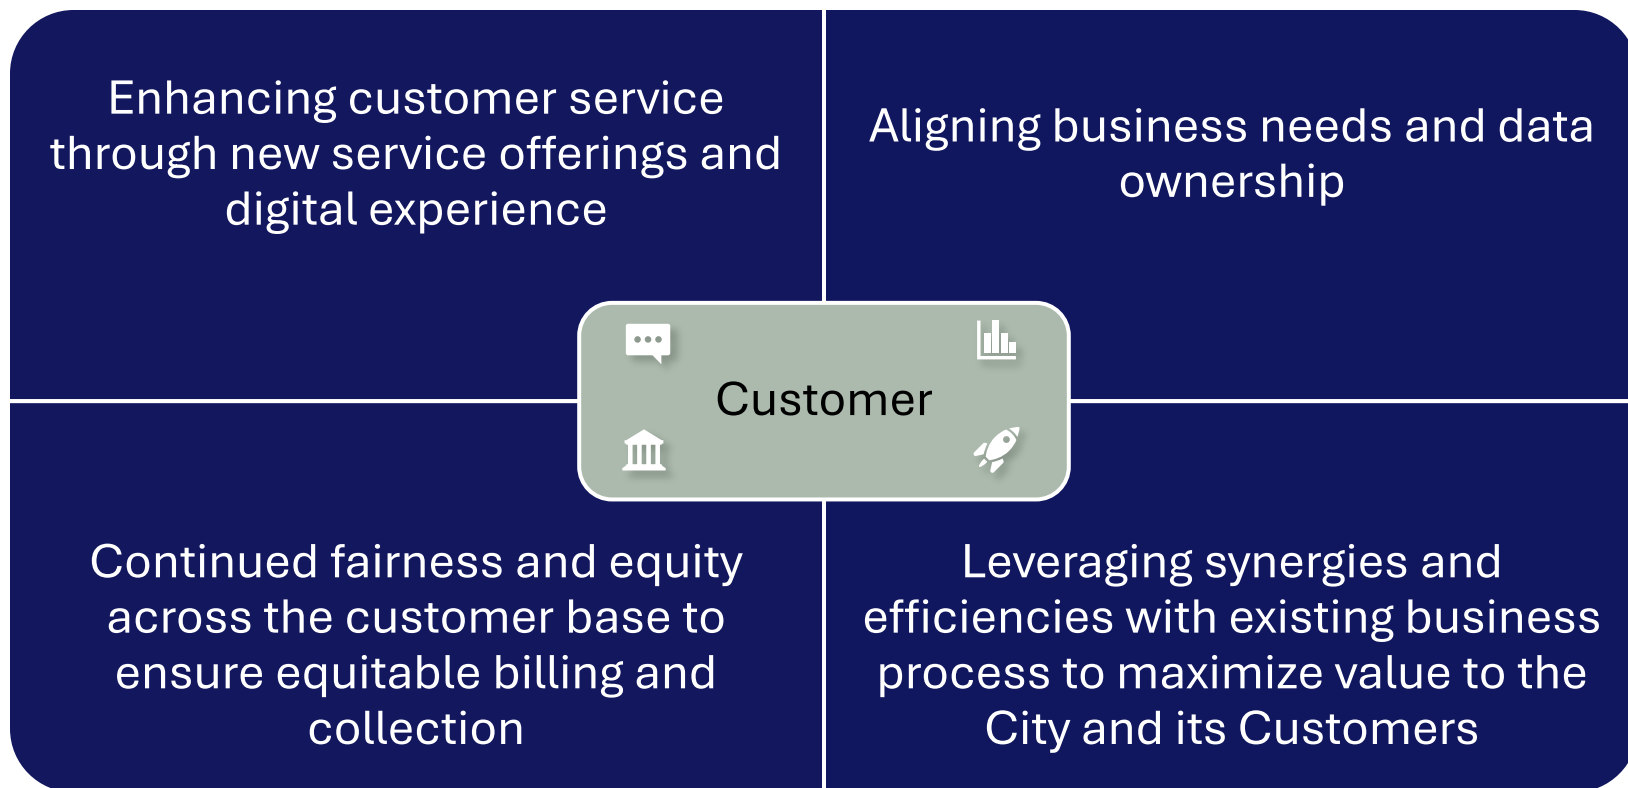 Enhancing customer service
through new service offerings and
digital experience
Aligning business needs and data
ownership
Customer
Continued fairness and equity
across the customer base to
ensure equitable billing and
collection
Leveraging synergies and
efficiencies with existing business
process to maximize value to the
City and its Customers